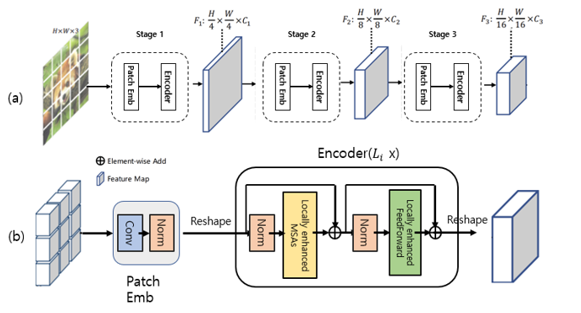 H×W×3
F₁: H/4 × W/4 ×C₁
F₂: H/8 × W/8 ×C₂
F₃: H/16 × W/16 ×C₃
Stage 1
Stage 2
Stage 3
(a)
Patch Emb
Encoder
Patch Emb
Encoder
Patch Emb
Encoder
Element-wise Add
Feature Map
Encoder(Lᵢ x)
(b)
Conv
Norm
Patch
Emb
Reshape
Norm
Locally enhanced
MSAs
Norm
Locally enhanced
FeedForward
Reshape